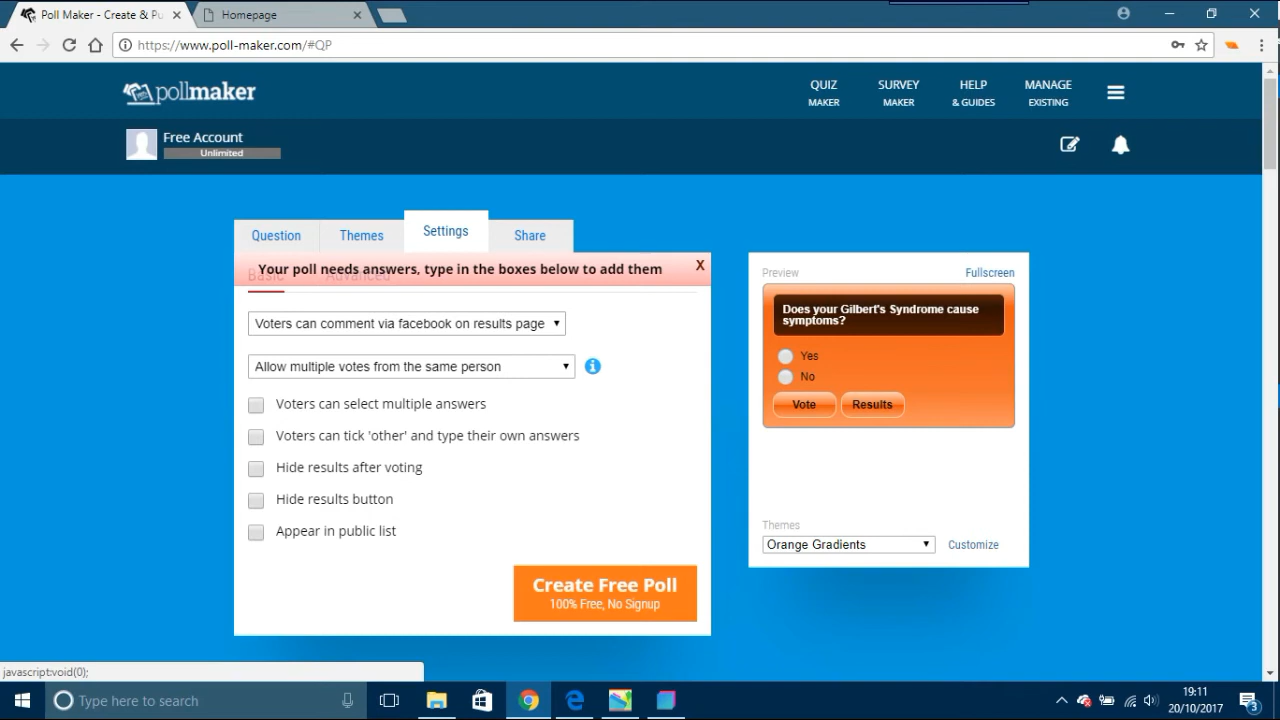 Poll Maker - Create & Pu
Homepage
https://www.poll-maker.com/#QP
pollmaker
QUIZ
MAKER
SURVEY
MAKER
HELP
& GUIDES
MANAGE
EXISTING
Free Account
Unlimited
Question
Themes
Settings
Share
Your poll needs answers, type in the boxes below to add them
X
Basic
Advanced
Voters can comment via facebook on results page
Allow multiple votes from the same person
Voters can select multiple answers
Voters can tick 'other' and type their own answers
Hide results after voting
Hide results button
Appear in public list
Create Free Poll
100% Free, No Signup
Preview
Fullscreen
Does your Gilbert's Syndrome cause
symptoms?
Yes
No
Vote
Results
Themes
Orange Gradients
Customize
javascript:void(0);
Type here to search
19:11
20/10/2017
3